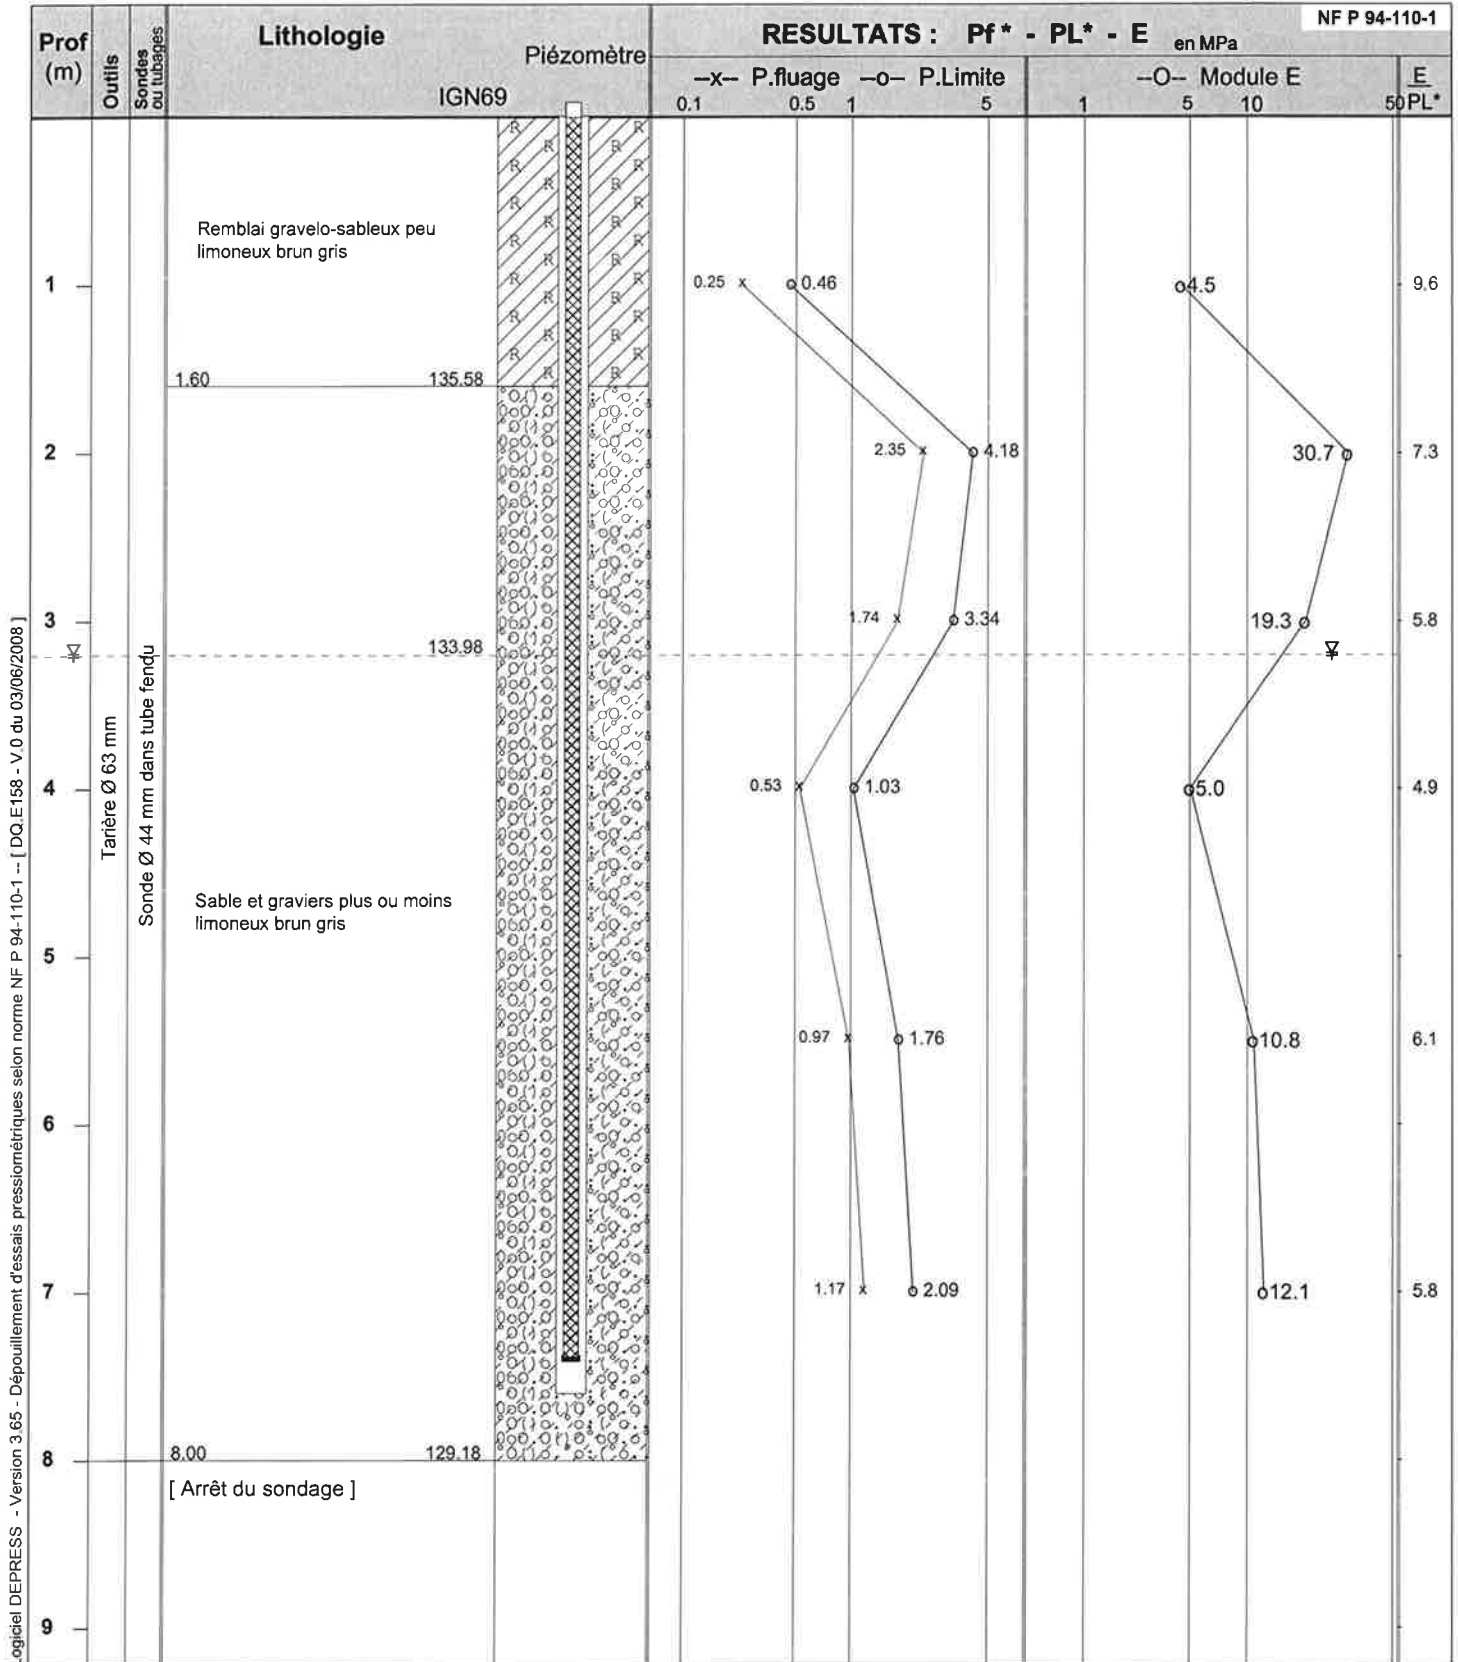 NF P 94-110-1
Prof
(m)
Outils
Sondes
ou tubages
Lithologie
Piézomètre
IGN69
RESULTATS : Pf* - PL* - E en MPa
--x-- P.fluage --o-- P.Limite
--O-- Module E
E
PL*
0.1 0.5 1 5 1 5 10 50
Remblai gravelo-sableux peu
limoneux brun gris
1 0.25 0.46 4.5 9.6
1.60 135.58
2 2.35 4.18 30.7 7.3
3 1.74 3.34 19.3 5.8
133.98
4 0.53 1.03 5.0 4.9
Tarière Ø 63 mm
Sonde Ø 44 mm dans tube fendu
Sable et graviers plus ou moins
limoneux brun gris
5
0.97 1.76 10.8 6.1
6
7 1.17 2.09 12.1 5.8
8 8.00 129.18
[ Arrêt du sondage ]
9
ogiciel DEPRESS - Version 3.65 - Dépouillement d'essais pressiométriques selon norme NF P 94-110-1 -- [ DQ.E158 - V.0 du 03/06/2008 ]